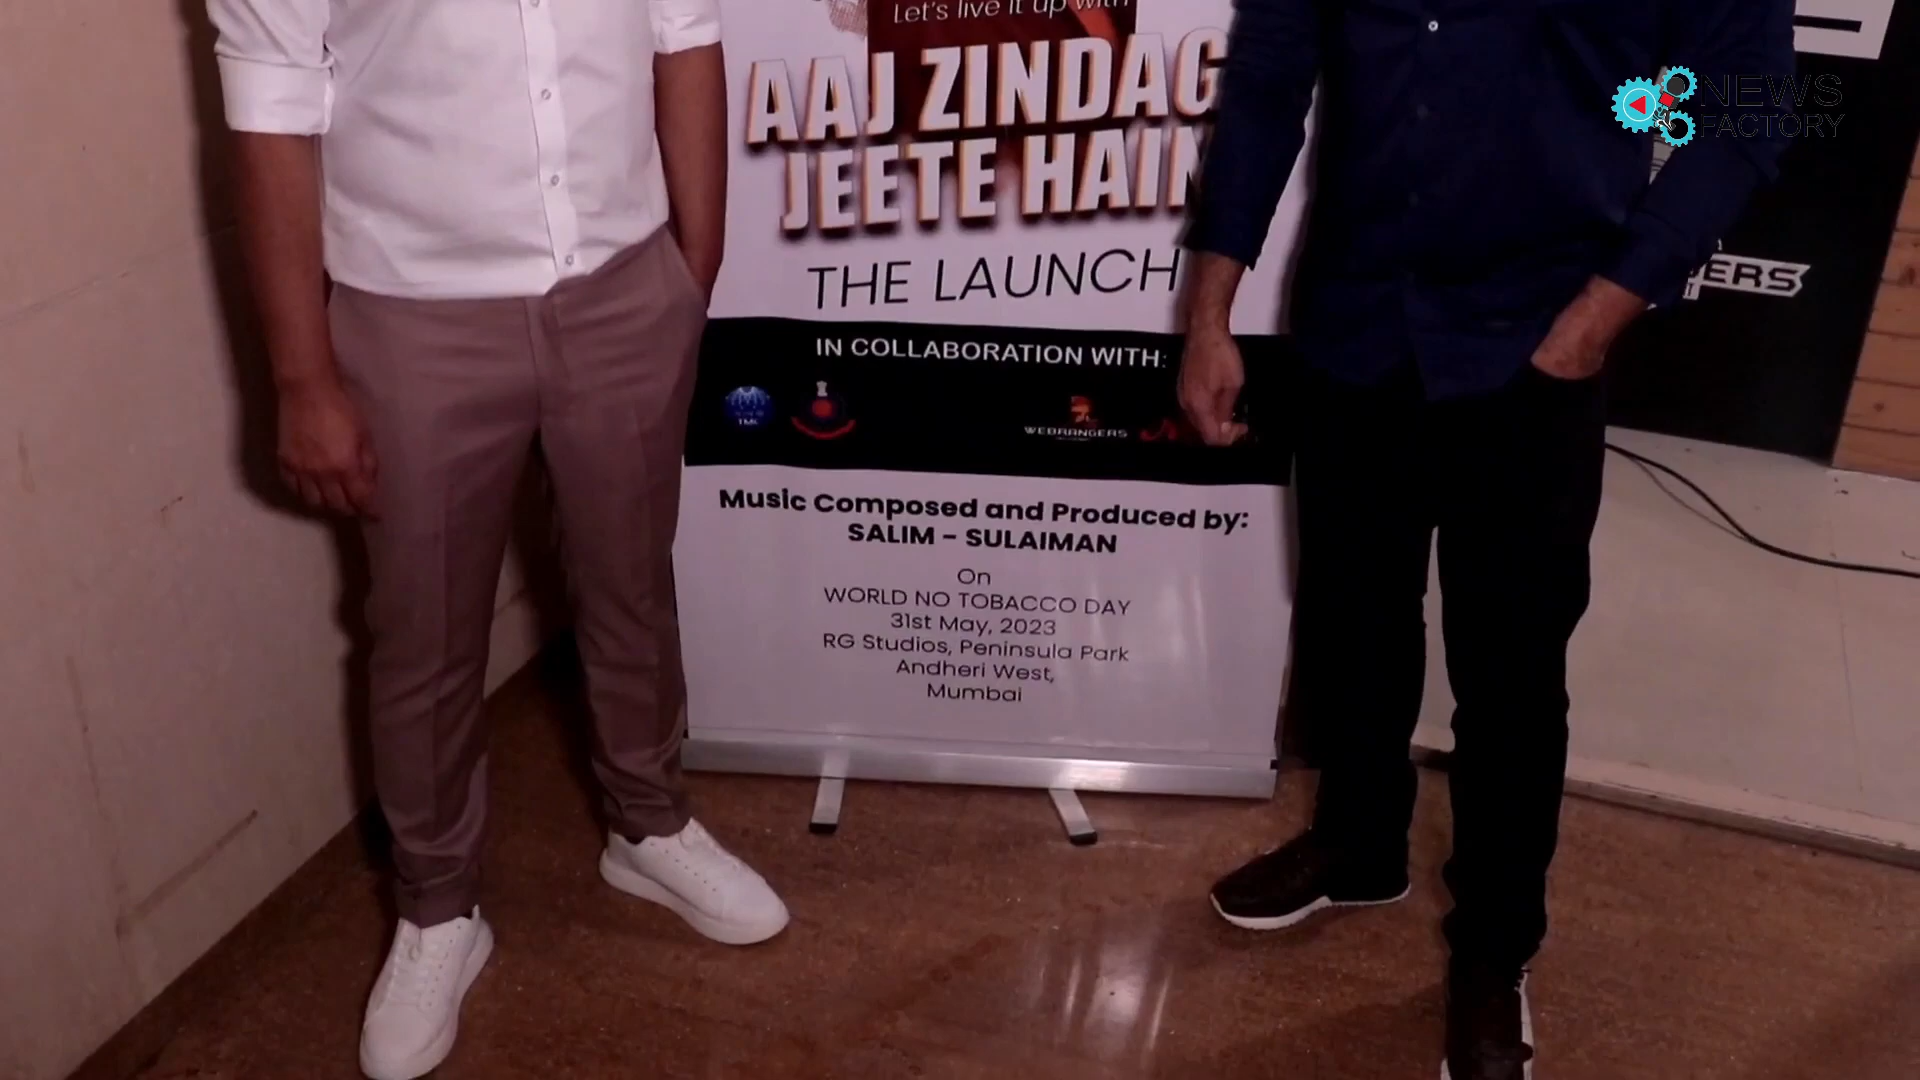 Let's live it up with
AAJ ZINDAG
JEETE HAIN
THE LAUNCH
IN COLLABORATION WITH:
TMC
WEBRANGERS
Music Composed and Produced by:
SALIM - SULAIMAN
On
WORLD NO TOBACCO DAY
31st May, 2023
RG Studios, Peninsula Park
Andheri West,
Mumbai
NEWS
FACTORY
GERS